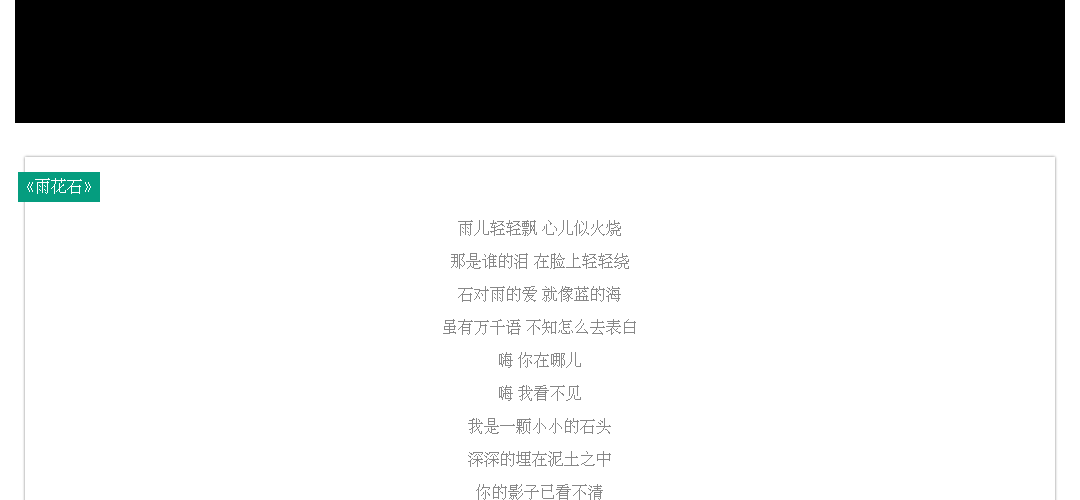 《雨花石》
雨儿轻轻飘 心儿似火烧
那是谁的泪 在脸上轻轻绕
石对雨的爱 就像蓝的海
虽有万千语 不知怎么去表白
嗨 你在哪儿
嗨 我看不见
我是一颗小小的石头
深深的埋在泥土之中
你的影子已看不清